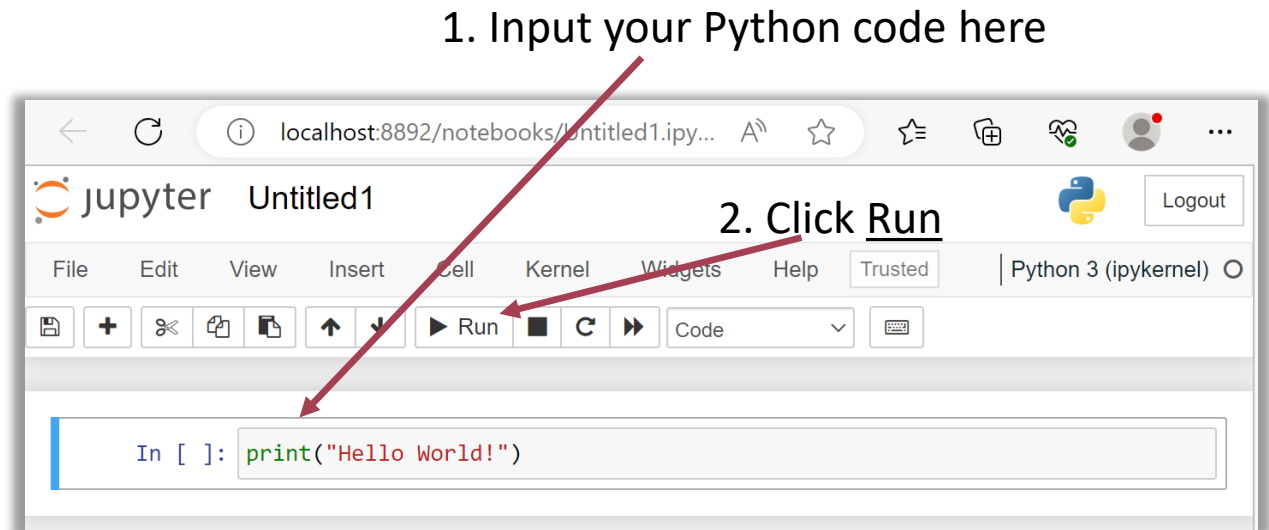 1. Input your Python code here
localhost:8892/notebooks/Untitled1.ipy...
jupyter Untitled1
Logout
2. Click Run
File Edit View Insert Cell Kernel Widgets Help Trusted Python 3 (ipykernel)
Run Code
In [ ]: print("Hello World!")